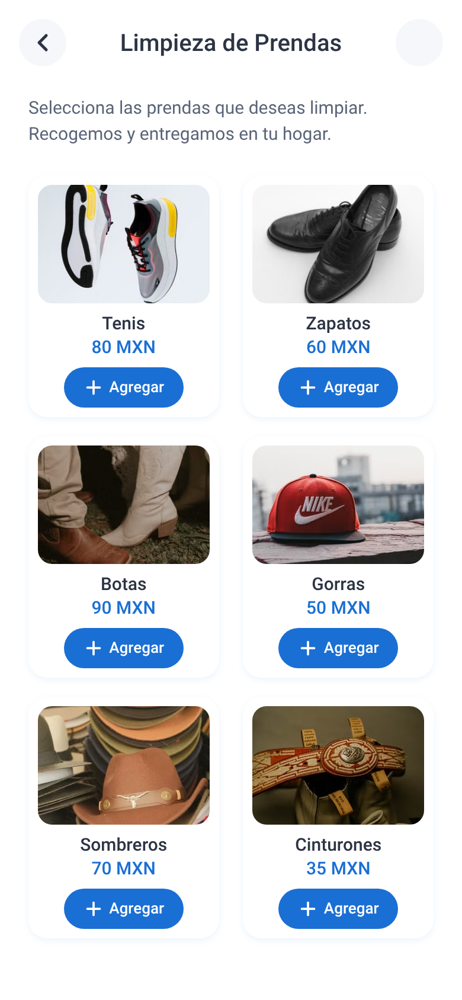 Limpieza de Prendas
Selecciona las prendas que deseas limpiar.
Recogemos y entregamos en tu hogar.
Tenis
80 MXN
Agregar
Zapatos
60 MXN
Agregar
NIKE
Botas
90 MXN
Agregar
Gorras
50 MXN
Agregar
Sombreros
70 MXN
Agregar
Cinturones
35 MXN
Agregar